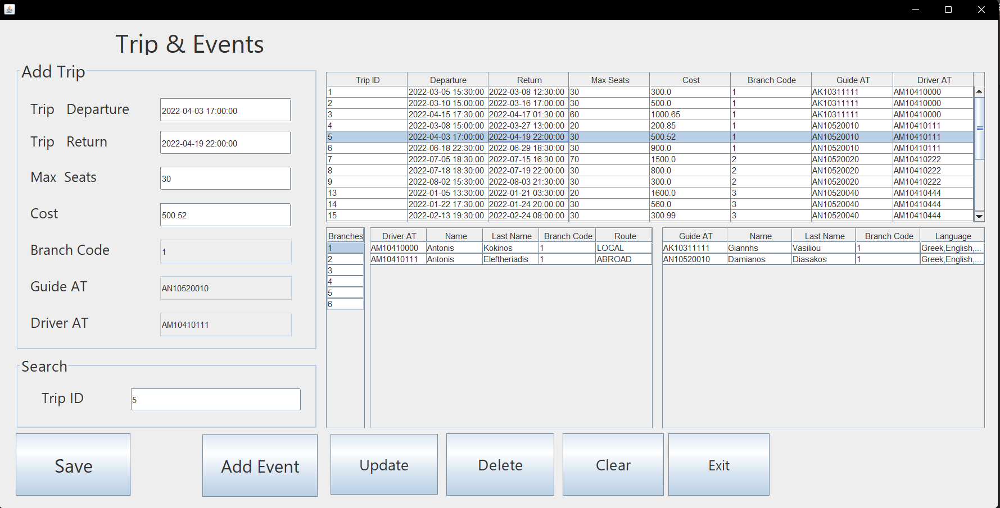 Trip & Events
Add Trip
Trip Departure 2022-04-03 17:00:00
Trip Return 2022-04-19 22:00:00
Max Seats 30
Cost 500.52
Branch Code 1
Guide AT AN10520010
Driver AT AM10410111
Search
Trip ID 5
Trip ID Departure Return Max Seats Cost Branch Code Guide AT Driver AT
1 2022-03-05 15:30:00 2022-03-08 12:30:00 30 300.0 1 AK10311111 AM10410000
2 2022-03-10 15:00:00 2022-03-16 17:00:00 30 500.0 1 AK10311111 AM10410000
3 2022-04-15 17:30:00 2022-04-17 01:30:00 60 1000.65 1 AK10311111 AM10410000
4 2022-03-08 15:00:00 2022-03-27 13:00:00 20 200.85 1 AN10520010 AM10410111
5 2022-04-03 17:00:00 2022-04-19 22:00:00 30 500.52 1 AN10520010 AM10410111
6 2022-06-18 22:30:00 2022-06-29 18:30:00 30 900.0 1 AN10520010 AM10410111
7 2022-07-05 18:30:00 2022-07-15 16:30:00 70 1500.0 2 AN10520020 AM10410222
8 2022-07-18 18:30:00 2022-07-19 22:00:00 30 800.0 2 AN10520020 AM10410222
9 2022-08-02 15:30:00 2022-08-03 21:30:00 30 300.0 2 AN10520020 AM10410222
13 2022-01-05 13:30:00 2022-01-21 03:30:00 20 1600.0 3 AN10520040 AM10410444
14 2022-01-22 17:30:00 2022-01-24 20:00:00 30 560.0 3 AN10520040 AM10410444
15 2022-02-13 19:30:00 2022-02-24 08:00:00 30 300.99 3 AN10520040 AM10410444
Branches
1
2
3
4
5
6
Driver AT Name Last Name Branch Code Route
AM10410000 Antonis Kokinos 1 LOCAL
AM10410111 Antonis Eleftheriadis 1 ABROAD
Guide AT Name Last Name Branch Code Language
AK10311111 Giannhs Vasiliou 1 Greek,English,...
AN10520010 Damianos Diasakos 1 Greek,English,...
Save Add Event Update Delete Clear Exit